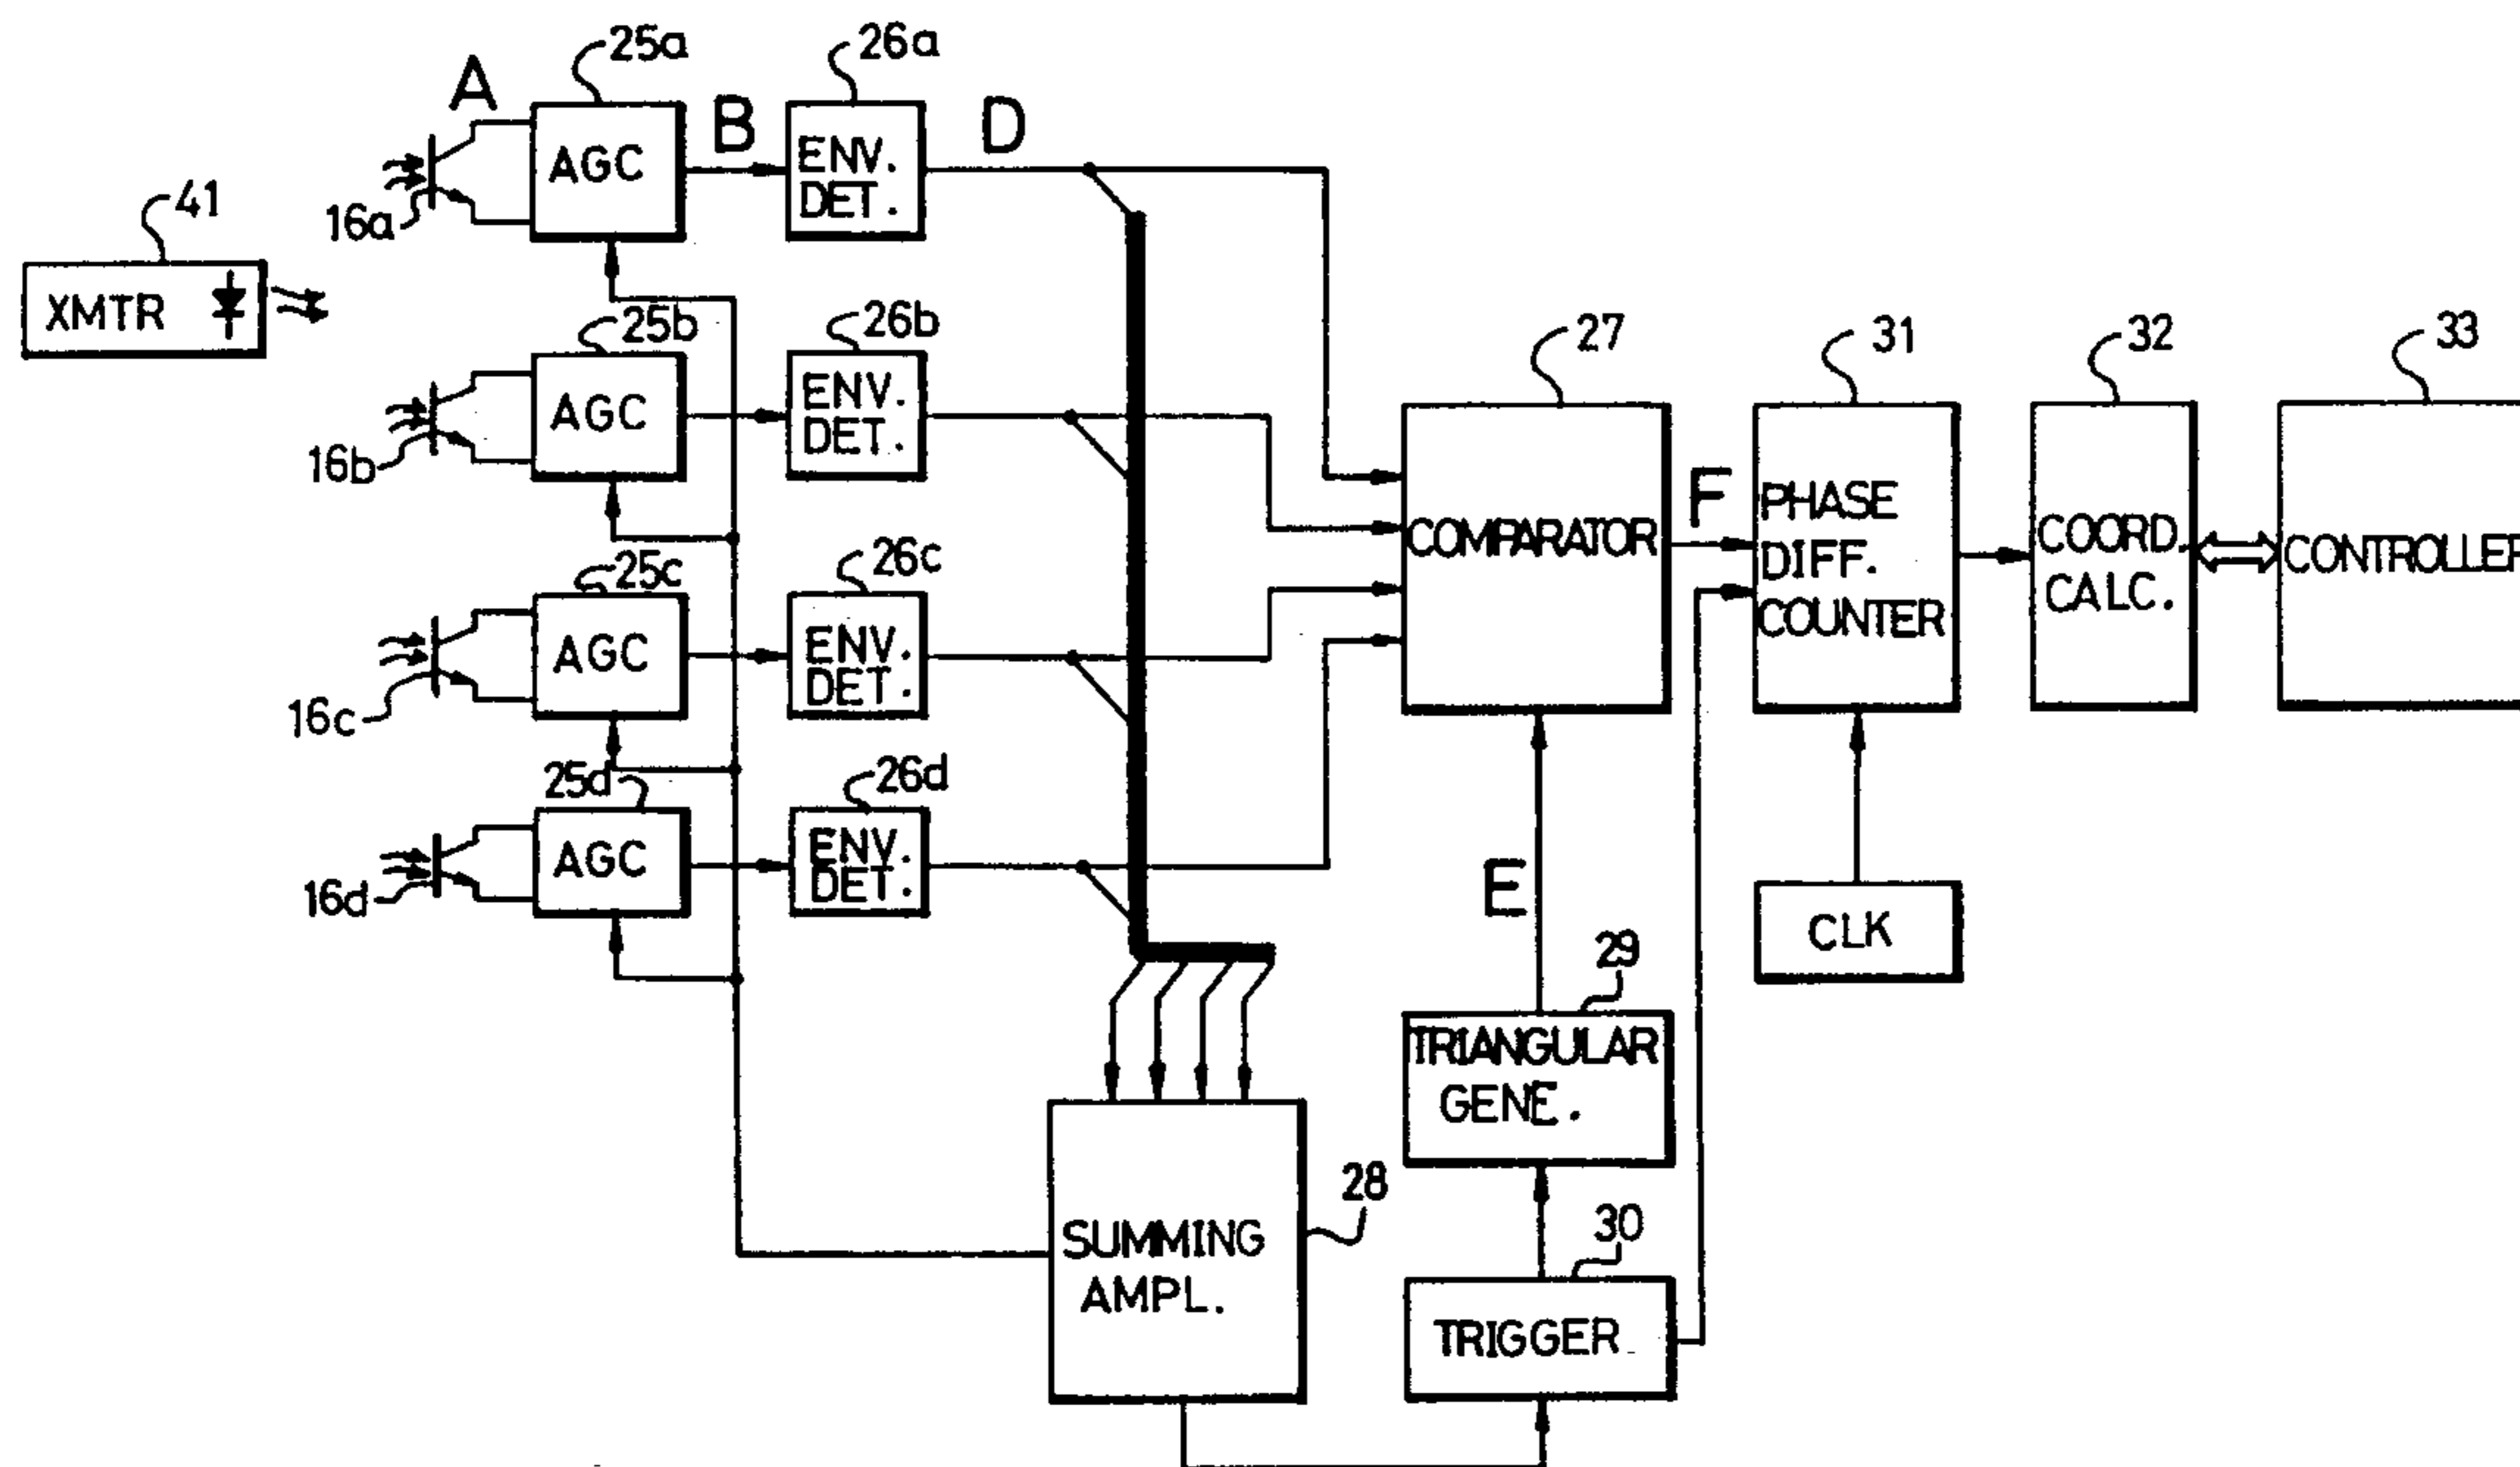 25a
26a
A
B
D
AGC
ENV.
DET.
16a
41
XMTR
25b
26b
AGC
ENV.
DET.
16b
27
31
32
33
25c
26c
AGC
ENV.
DET.
16c
COMPARATOR
F
PHASE
DIFF.
COUNTER
COORD.
CALC.
CONTROLLER
25d
26d
AGC
ENV.
DET.
16d
E
CLK
29
TRIANGULAR
GENE.
28
SUMMING
AMPL.
30
TRIGGER